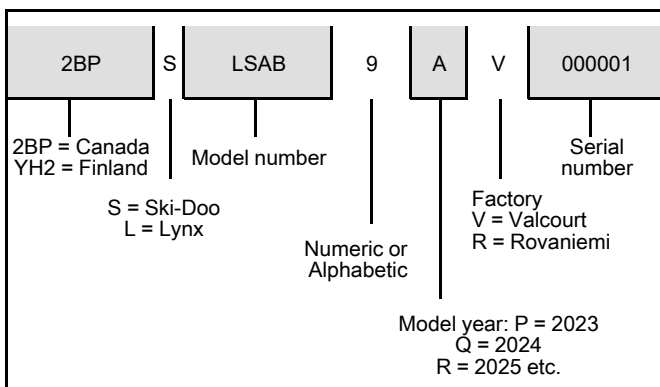 2BP S LSAB 9 A V 000001
2BP = Canada
YH2 = Finland
Model number
Serial
number
S = Ski-Doo
L = Lynx
Factory
V = Valcourt
R = Rovaniemi
Numeric or
Alphabetic
Model year: P = 2023
Q = 2024
R = 2025 etc.